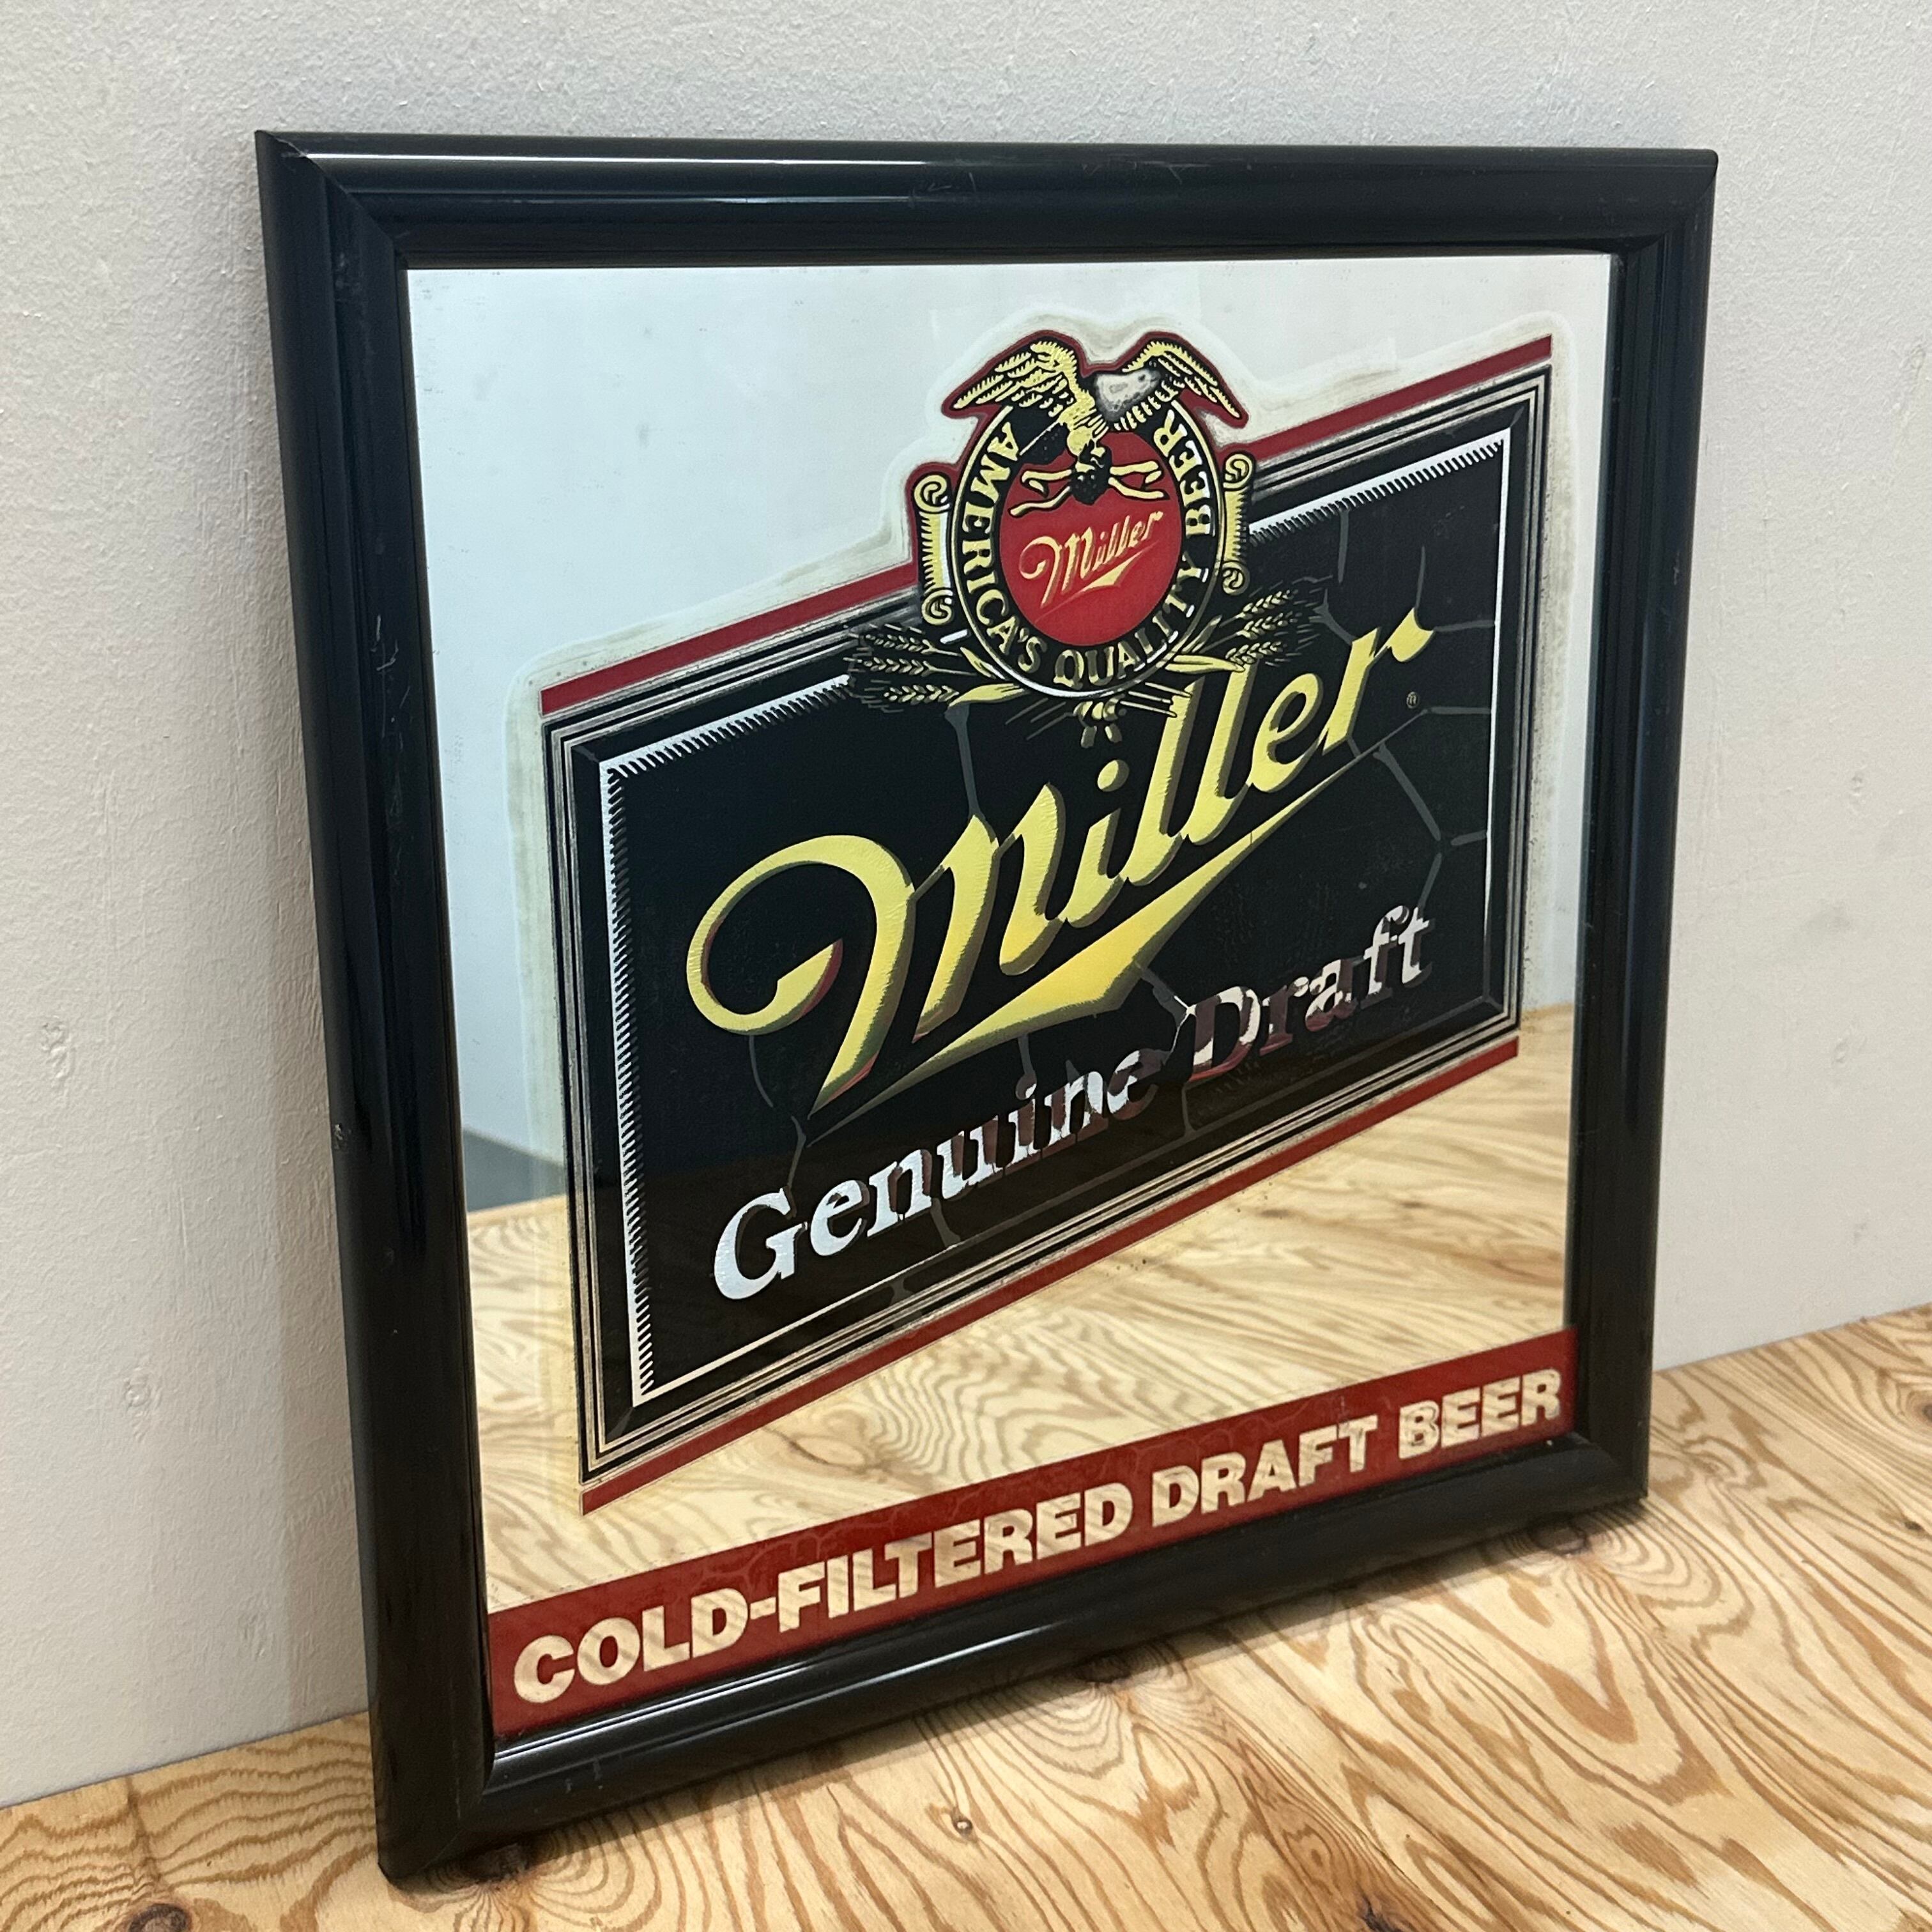 AMERICA'S QUALITY BEER
Miller
Miller®
Genuine Draft
COLD-FILTERED DRAFT BEER